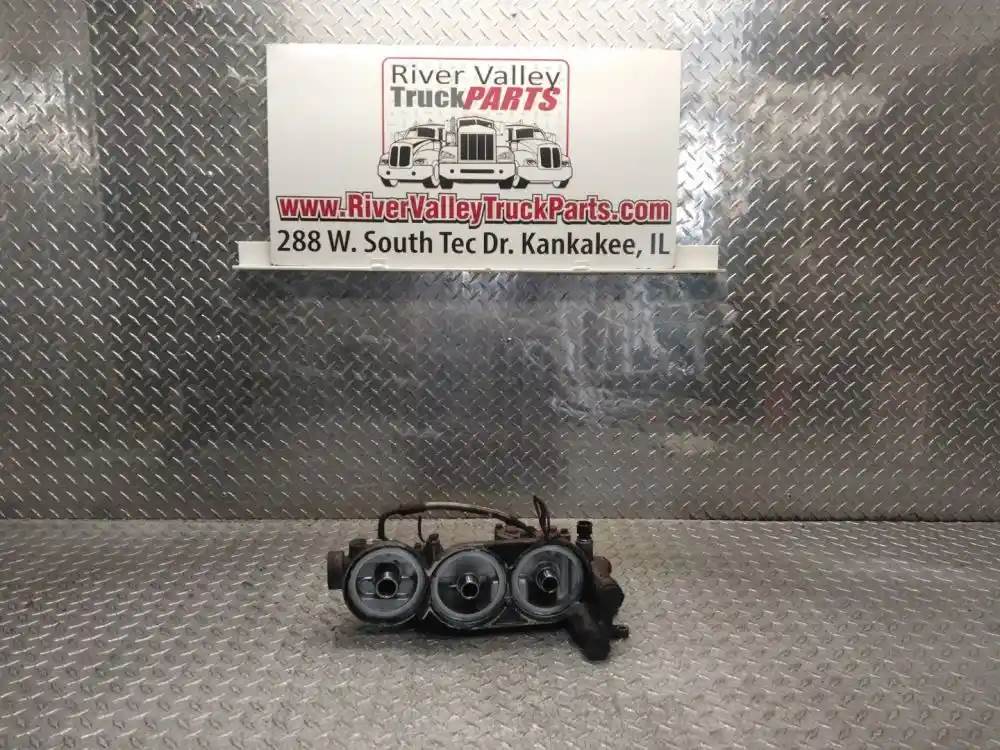 River Valley
TruckPARTS
www.RiverValleyTruckParts.com
288 W. South Tec Dr. Kankakee, IL